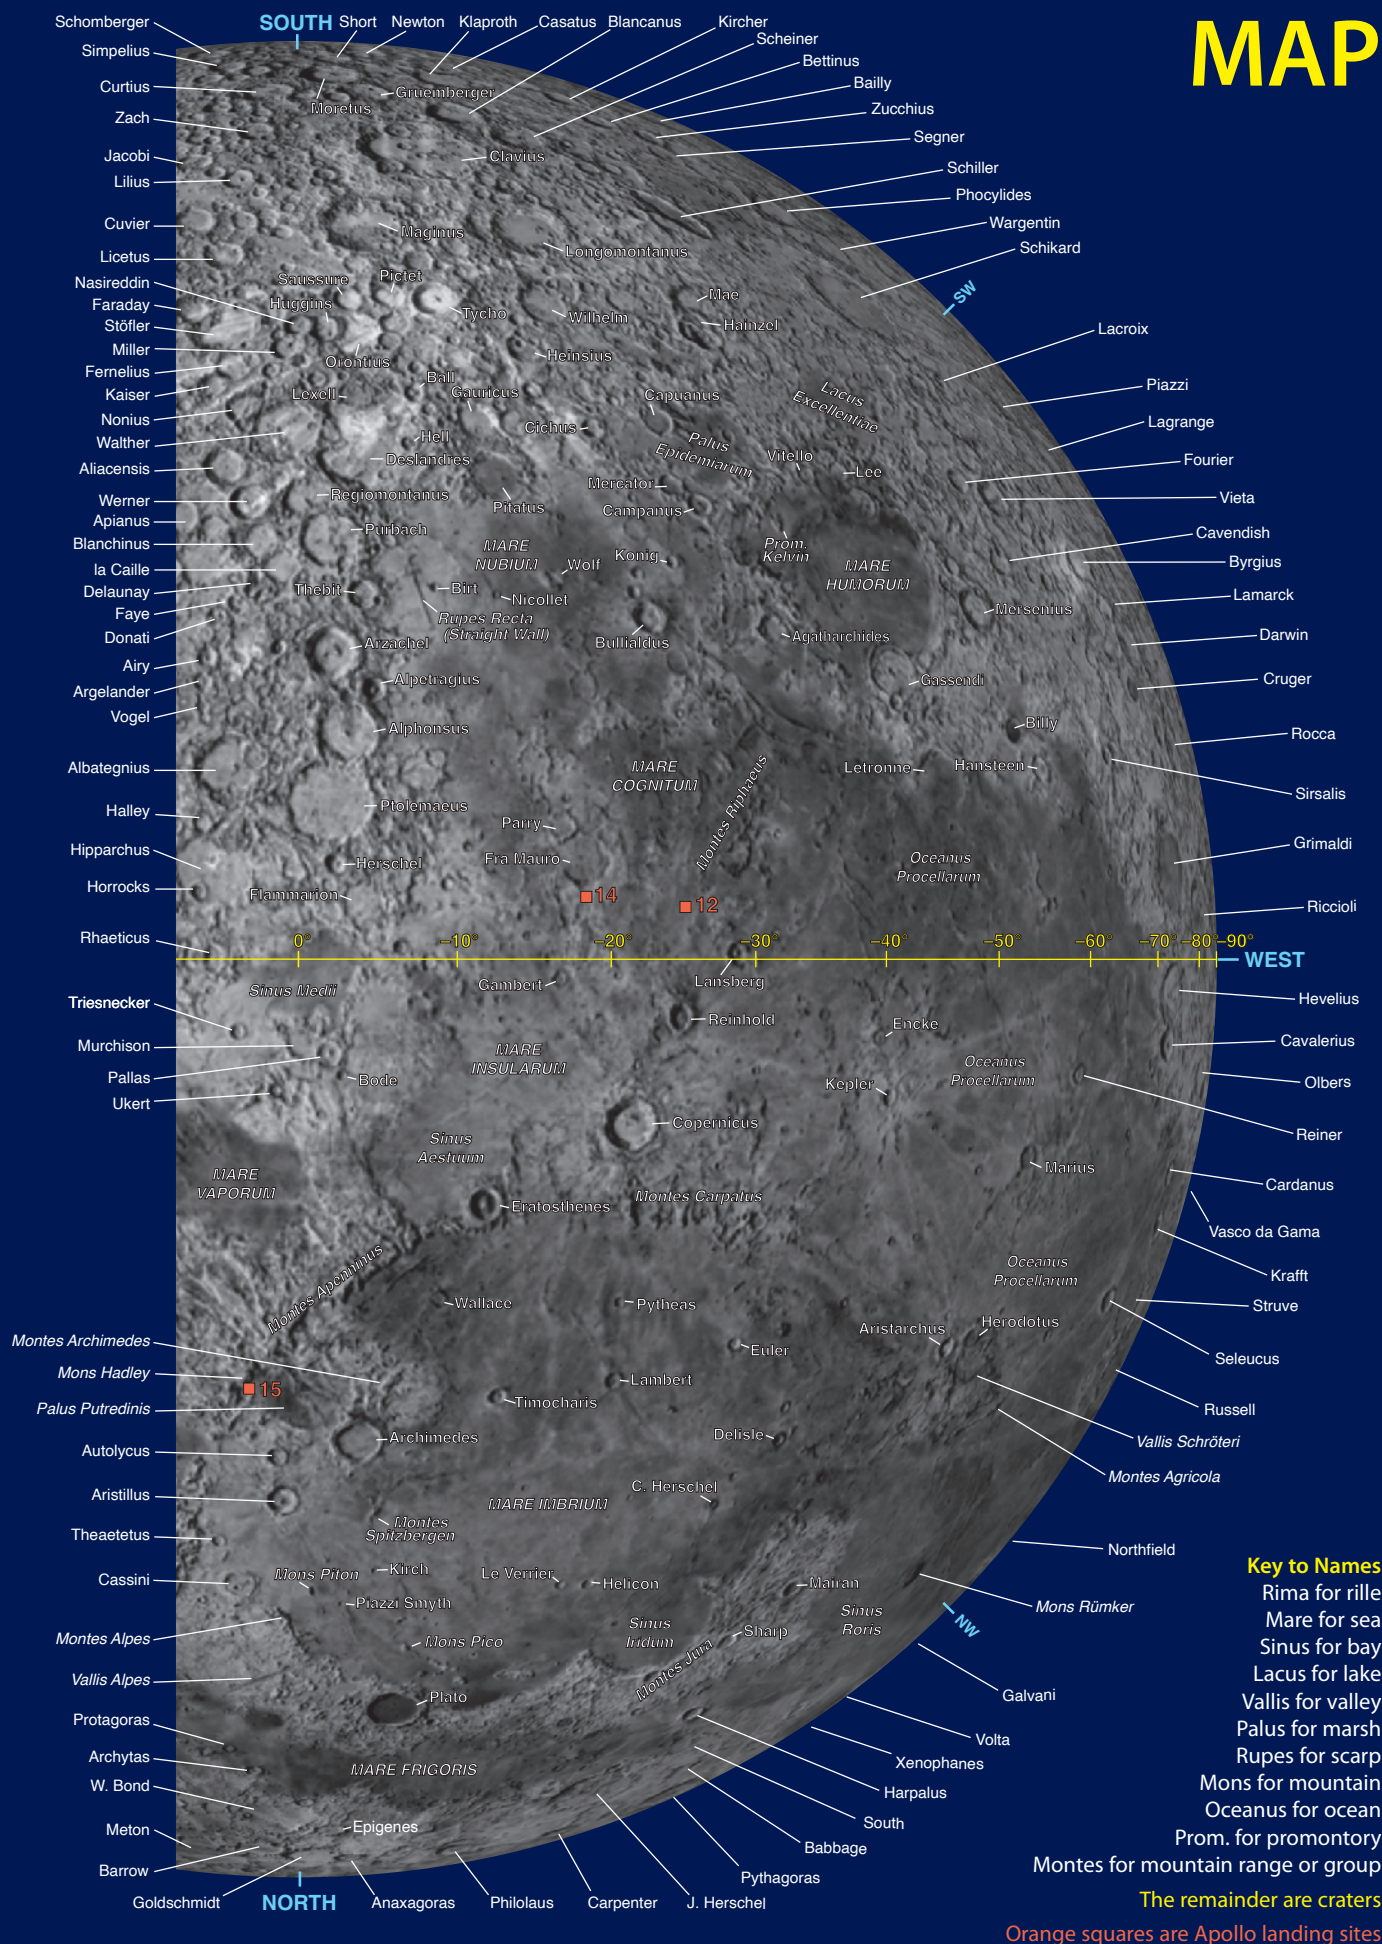 MAP
SOUTH
Schomberger
Simpelius
Curtius
Zach
Jacobi
Lilius
Cuvier
Licetus
Nasireddin
Faraday
Stöfler
Miller
Fernelius
Kaiser
Nonius
Walther
Aliacensis
Werner
Apianus
Blanchinus
la Caille
Delaunay
Faye
Donati
Airy
Argelander
Vogel
Albategnius
Halley
Hipparchus
Horrocks
Rhaeticus
Triesnecker
Murchison
Pallas
Ukert
Montes Archimedes
Mons Hadley
Palus Putredinis
Autolycus
Aristillus
Theaetetus
Cassini
Montes Alpes
Vallis Alpes
Protagoras
Archytas
W. Bond
Meton
Barrow
Goldschmidt
Short
Newton
Klaproth
Casatus
Blancanus
Kircher
Scheiner
Bettinus
Bailly
Zucchius
Segner
Schiller
Phocylides
Wargentin
Schikard
SW
Lacroix
Piazzi
Lagrange
Fourier
Vieta
Cavendish
Byrgius
Lamarck
Darwin
Cruger
Rocca
Sirsalis
Grimaldi
Riccioli
WEST
Hevelius
Cavalerius
Olbers
Reiner
Cardanus
Vasco da Gama
Krafft
Struve
Seleucus
Russell
Vallis Schröteri
Montes Agricola
Northfield
Mons Rümker
NW
Galvani
Volta
Xenophanes
Harpalus
South
Babbage
Pythagoras
J. Herschel
Carpenter
Philolaus
Anaxagoras
NORTH
Moretus
Gruemberger
Clavius
Maginus
Longomontanus
Saussure
Pictet
Huggins
Tycho
Wilhelm
Mae
Hainzel
Orontius
Heinsius
Ball
Lexell
Gauricus
Capuanus
Lacus
Excellentiae
Cichus
Hell
Palus
Epidemiarum
Deslandres
Vitello
Lee
Mercator
Regiomontanus
Pitatus
Campanus
Purbach
MARE
NUBIUM
Wolf
Konig
Prom.
Kelvin
MARE
HUMORUM
Thebit
Birt
Nicollet
Rupes Recta
(Straight Wall)
Mersenius
Arzachel
Bullialdus
Agatharchides
Alpetragius
Gassendi
Alphonsus
Billy
MARE
COGNITUM
Montes Riphaeus
Letronne
Hansteen
Ptolemaeus
Parry
Herschel
Fra Mauro
Oceanus
Procellarum
Flammarion
14
12
0°
–10°
–20°
–30°
–40°
–50°
–60°
–70°
–80°
–90°
Sinus Medii
Gambert
Lansberg
Reinhold
Encke
MARE
INSULARUM
Oceanus
Procellarum
Bode
Kepler
Copernicus
Sinus
Aestuum
MARE
VAPORUM
Marius
Eratosthenes
Montes Carpatus
Montes Apenninus
Oceanus
Procellarum
Wallace
Pytheas
Aristarchus
Herodotus
Euler
15
Lambert
Timocharis
Archimedes
Delisle
C. Herschel
MARE IMBRIUM
Montes
Spitzbergen
Mons Piton
Kirch
Le Verrier
Helicon
Mairan
Piazzi Smyth
Sinus
Iridum
Sinus
Roris
Mons Pico
Sharp
Montes Jura
Plato
MARE FRIGORIS
Epigenes
Key to Names
Rima for rille
Mare for sea
Sinus for bay
Lacus for lake
Vallis for valley
Palus for marsh
Rupes for scarp
Mons for mountain
Oceanus for ocean
Prom. for promontory
Montes for mountain range or group
The remainder are craters
Orange squares are Apollo landing sites